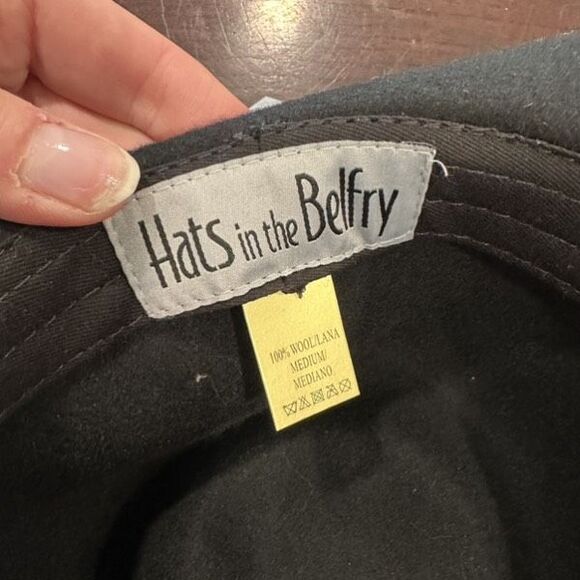 Hats in the Belfry
100% WOOL/LANA
MEDIUM/
MEDIANO